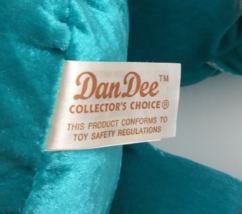 DanDee™
COLLECTOR'S CHOICE®
THIS PRODUCT CONFORMS TO
TOY SAFETY REGULATIONS